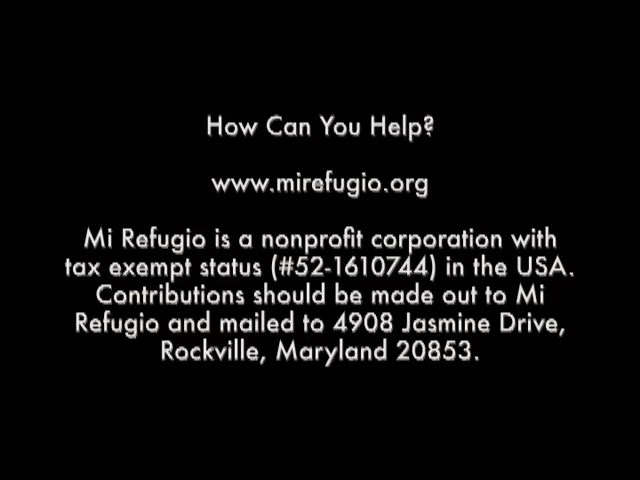 How Can You Help?
www.mirefugio.org
Mi Refugio is a nonprofit corporation with
tax exempt status (#52-1610744) in the USA.
Contributions should be made out to Mi
Refugio and mailed to 4908 Jasmine Drive,
Rockville, Maryland 20853.